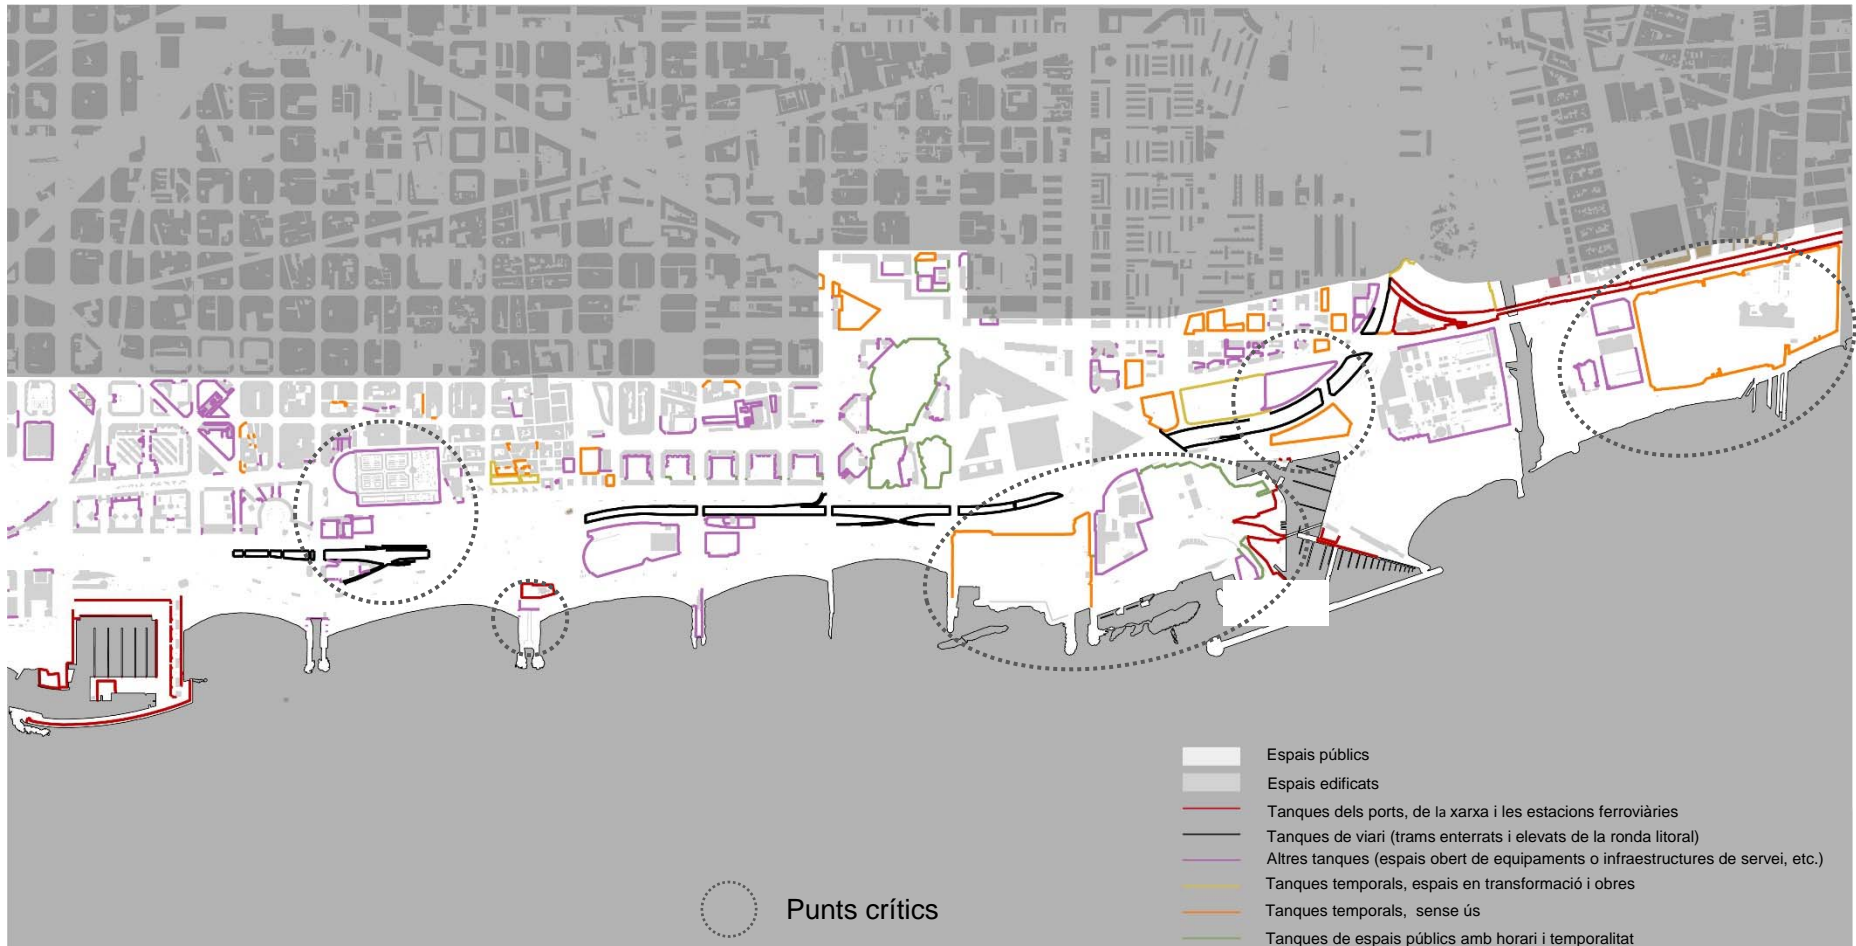 Espais públics
Espais edificats
Tanques dels ports, de la xarxa i les estacions ferroviàries
Tanques de viari (trams enterrats i elevats de la ronda litoral)
Altres tanques (espais obert de equipaments o infraestructures de servei, etc.)
Tanques temporals, espais en transformació i obres
Tanques temporals, sense ús
Tanques de espais públics amb horari i temporalitat
Punts crítics